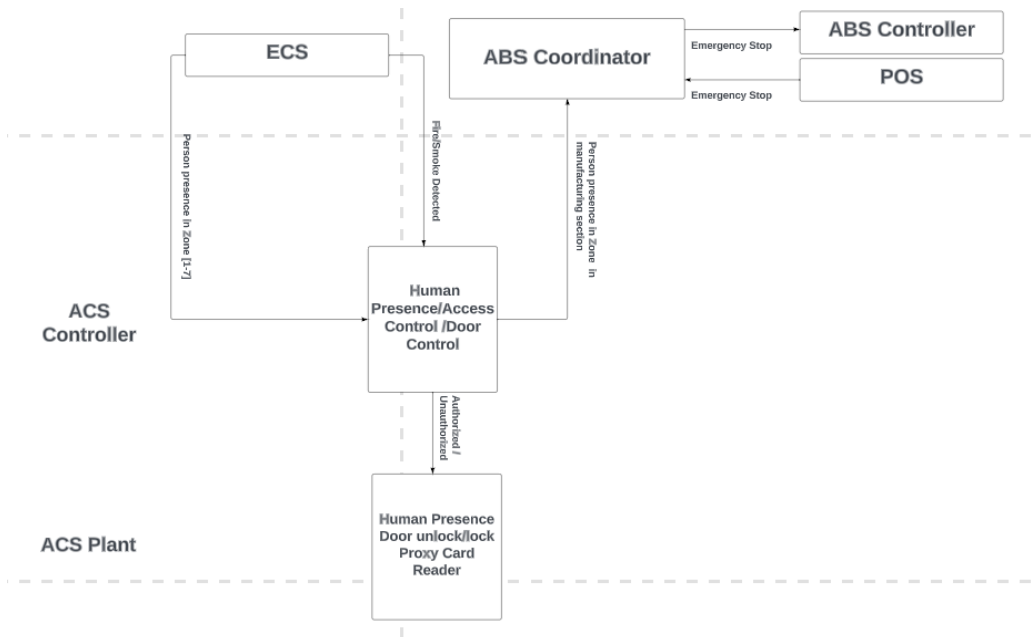 ECS
ABS Coordinator
ABS Controller
POS
Emergency Stop
Emergency Stop
Person presence in Zone [1-7]
Fire/Smoke Detected
Person presence in Zone in
manufacturing section
ACS
Controller
Human
Presence/Access
Control /Door
Control
Authorized /
Unauthorized
ACS Plant
Human Presence
Door unlock/lock
Proxy Card
Reader